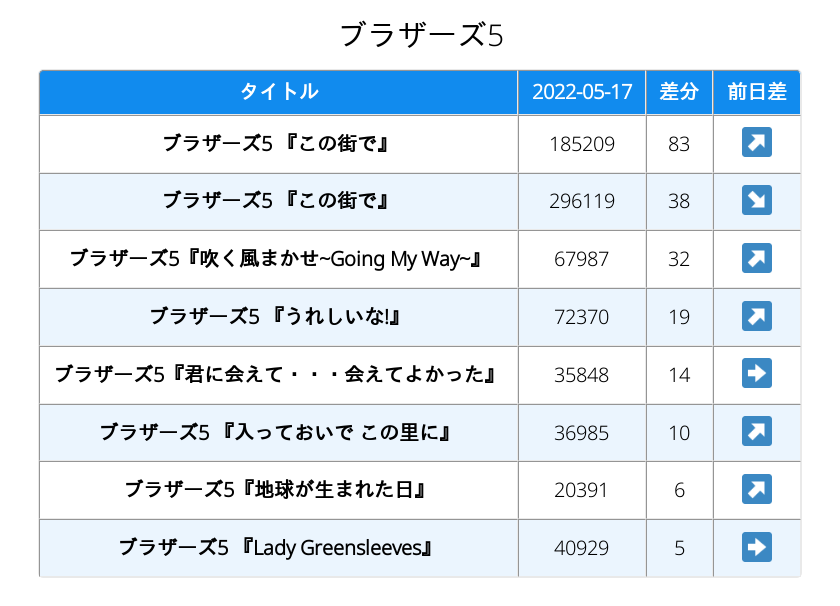 ブラザーズ5
タイトル 2022-05-17 差分 前日差
ブラザーズ5 『この街で』 185209 83 ↗
ブラザーズ5 『この街で』 296119 38 ↘
ブラザーズ5『吹く風まかせ~Going My Way~』 67987 32 ↗
ブラザーズ5 『うれしいな!』 72370 19 ↗
ブラザーズ5『君に会えて・・・会えてよかった』 35848 14 ➡
ブラザーズ5 『入っておいで この里に』 36985 10 ↗
ブラザーズ5『地球が生まれた日』 20391 6 ↗
ブラザーズ5 『Lady Greensleeves』 40929 5 ➡